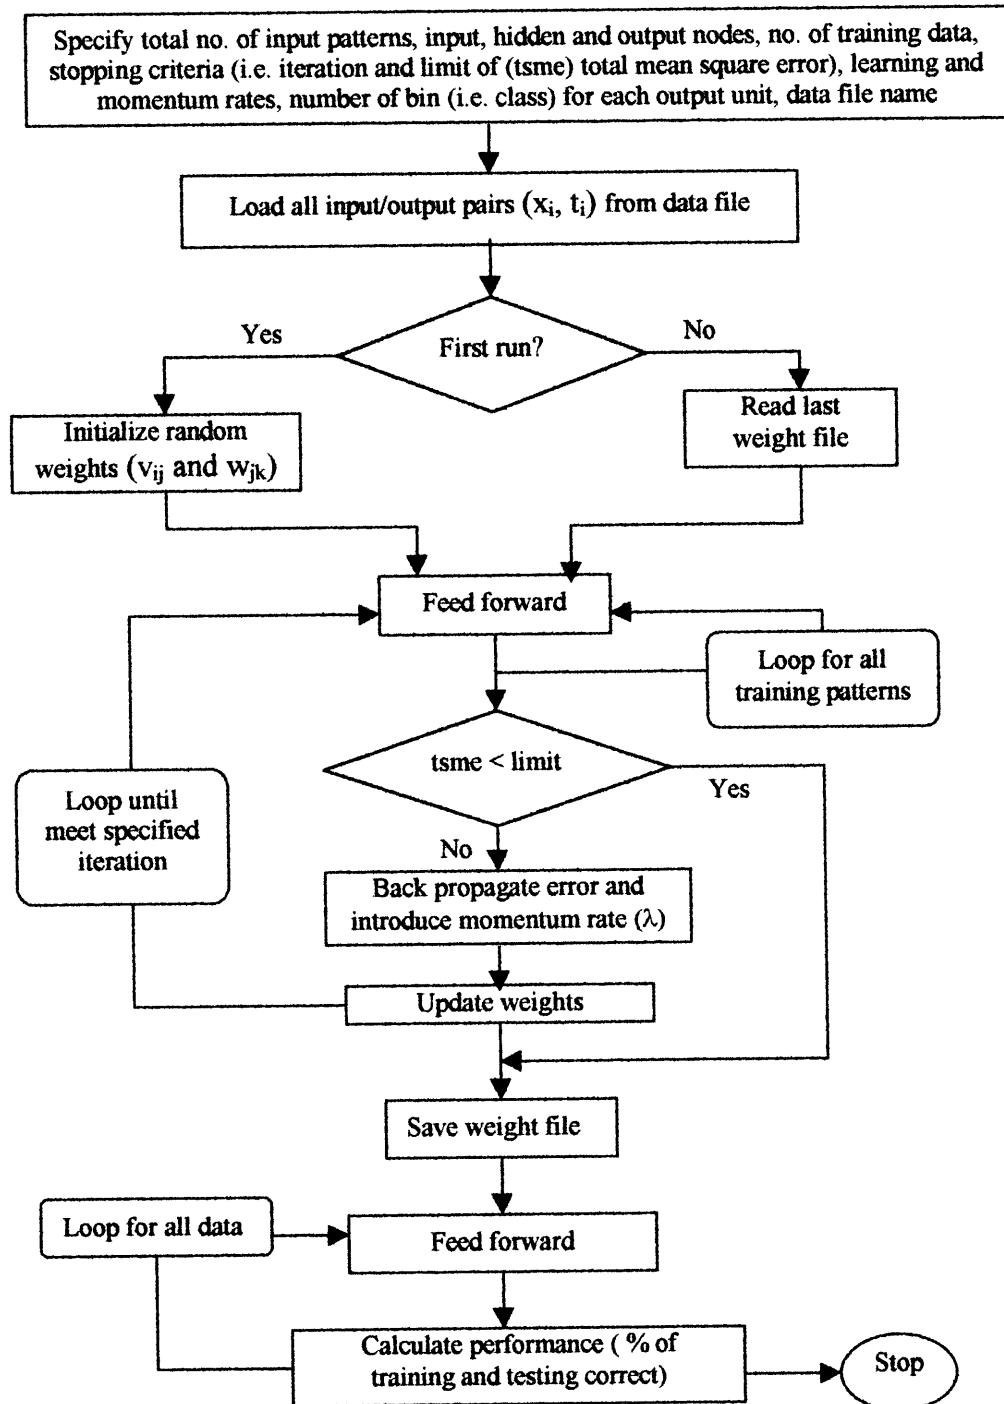 Specify total no. of input patterns, input, hidden and output nodes, no. of training data,
stopping criteria (i.e. iteration and limit of (tsme) total mean square error), learning and
momentum rates, number of bin (i.e. class) for each output unit, data file name
Load all input/output pairs (xi, ti) from data file
First run?
Yes
No
Initialize random
weights (vij and wjk)
Read last
weight file
Feed forward
Loop for all
training patterns
tsme < limit
Yes
Loop until
meet specified
iteration
No
Back propagate error and
introduce momentum rate (λ)
Update weights
Save weight file
Loop for all data
Feed forward
Calculate performance ( % of
training and testing correct)
Stop